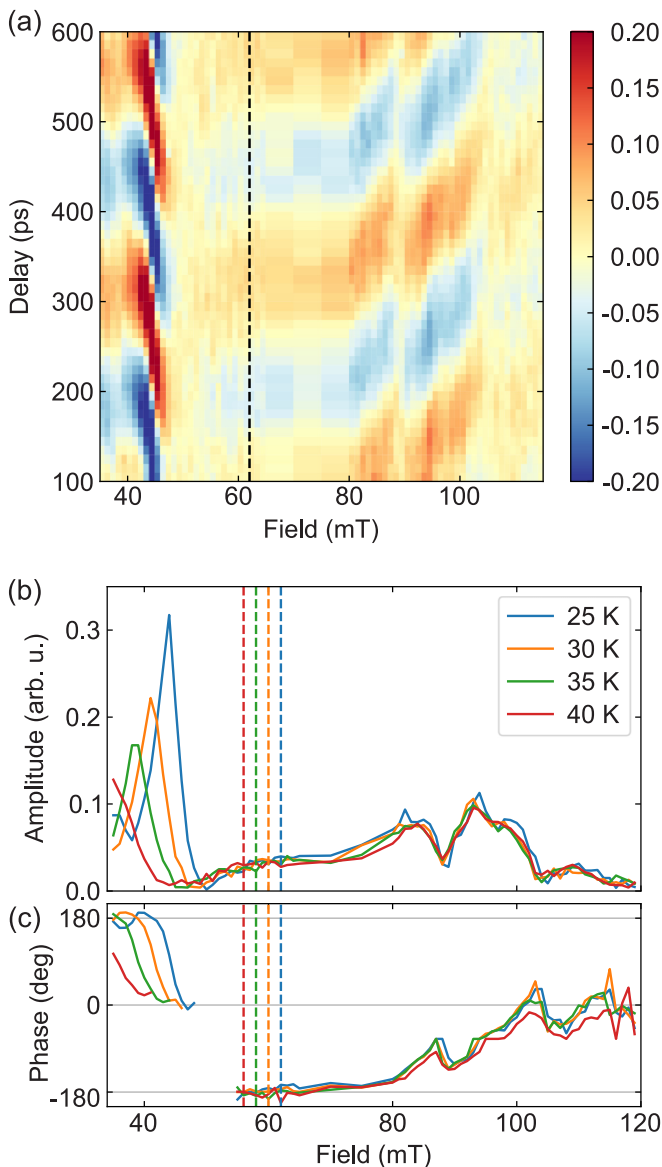 (a)
600
500
400
300
200
100
Delay (ps)
40 60 80 100
Field (mT)
0.20
0.15
0.10
0.05
0.00
-0.05
-0.10
-0.15
-0.20
(b)
0.3
0.2
0.1
0.0
Amplitude (arb. u.)
25 K
30 K
35 K
40 K
(c)
180
0
-180
Phase (deg)
40 60 80 100 120
Field (mT)